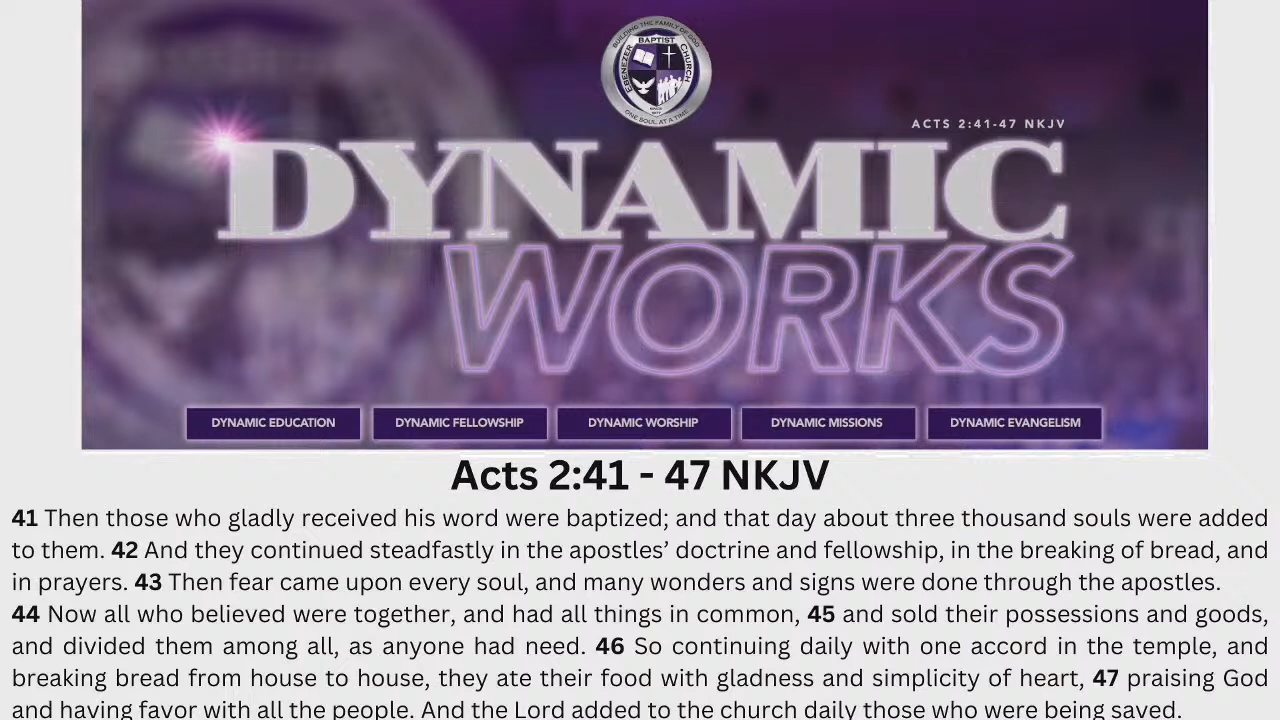 BUILDING THE FAMILY OF GOD
EBENEZER BAPTIST CHURCH
ONE SOUL AT A TIME
ACTS 2:41-47 NKJV
DYNAMIC
WORKS
DYNAMIC EDUCATION
DYNAMIC FELLOWSHIP
DYNAMIC WORSHIP
DYNAMIC MISSIONS
DYNAMIC EVANGELISM
Acts 2:41 - 47 NKJV
41 Then those who gladly received his word were baptized; and that day about three thousand souls were added
to them. 42 And they continued steadfastly in the apostles’ doctrine and fellowship, in the breaking of bread, and
in prayers. 43 Then fear came upon every soul, and many wonders and signs were done through the apostles.
44 Now all who believed were together, and had all things in common, 45 and sold their possessions and goods,
and divided them among all, as anyone had need. 46 So continuing daily with one accord in the temple, and
breaking bread from house to house, they ate their food with gladness and simplicity of heart, 47 praising God
and having favor with all the people. And the Lord added to the church daily those who were being saved.